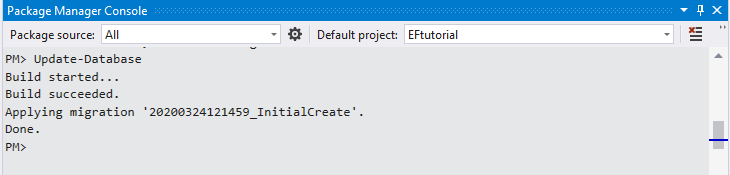 Package Manager Console
Package source: All Default project: EFtutorial
PM> Update-Database
Build started...
Build succeeded.
Applying migration '20200324121459_InitialCreate'.
Done.
PM>